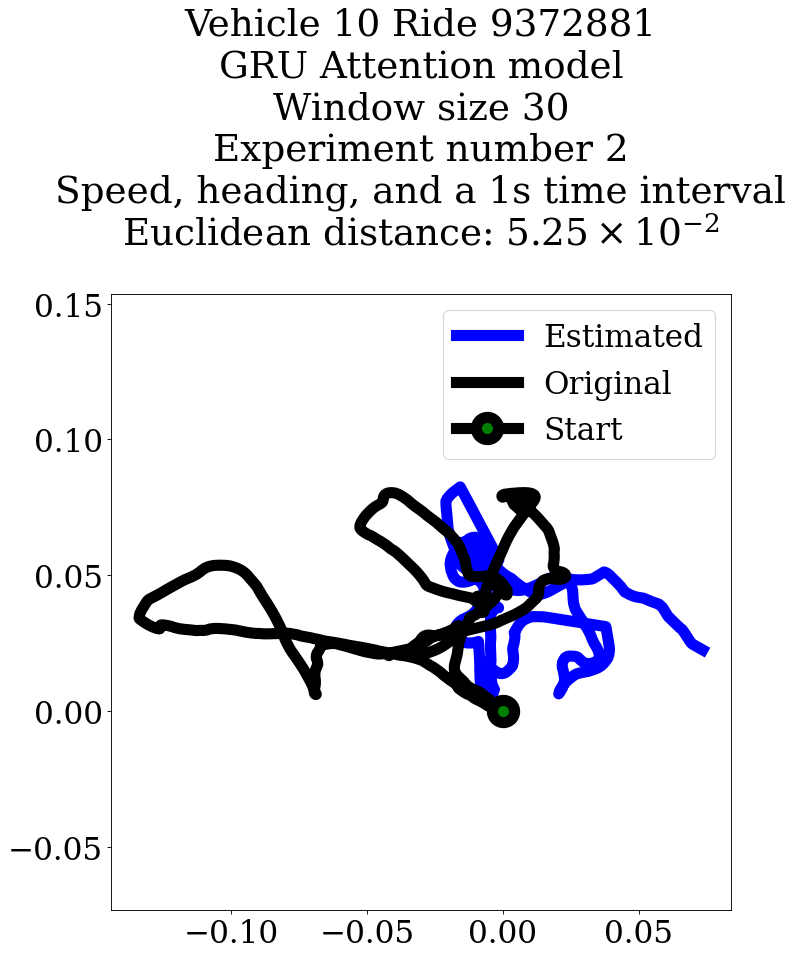 Vehicle 10 Ride 9372881
GRU Attention model
Window size 30
Experiment number 2
Speed, heading, and a 1s time interval
Euclidean distance: 5.25 × 10⁻²
Estimated
Original
Start
0.15
0.10
0.05
0.00
−0.05
−0.10 −0.05 0.00 0.05